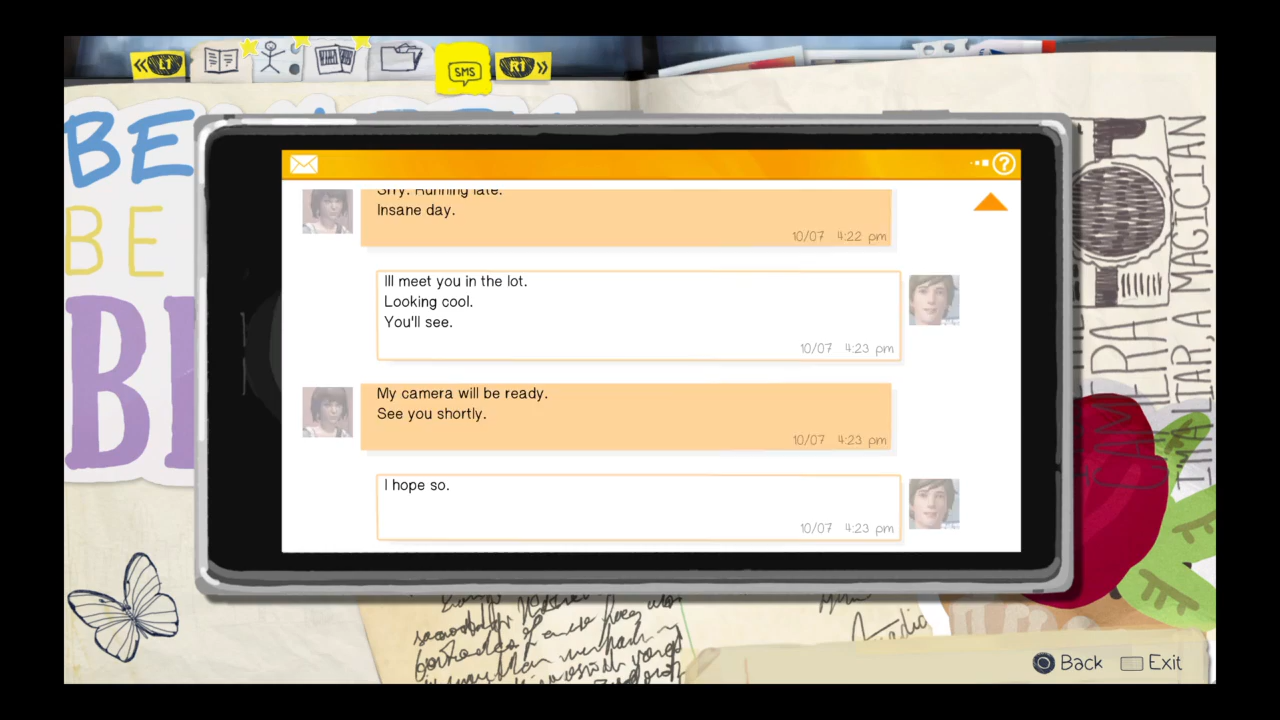 L1
SMS
R1
BE
BE
Srry. Running late.
Insane day.
10/07 4:22 pm
Ill meet you in the lot.
Looking cool.
You'll see.
10/07 4:23 pm
My camera will be ready.
See you shortly.
10/07 4:23 pm
I hope so.
10/07 4:23 pm
?
CAMERA
A MAGICIAN
Back
Exit